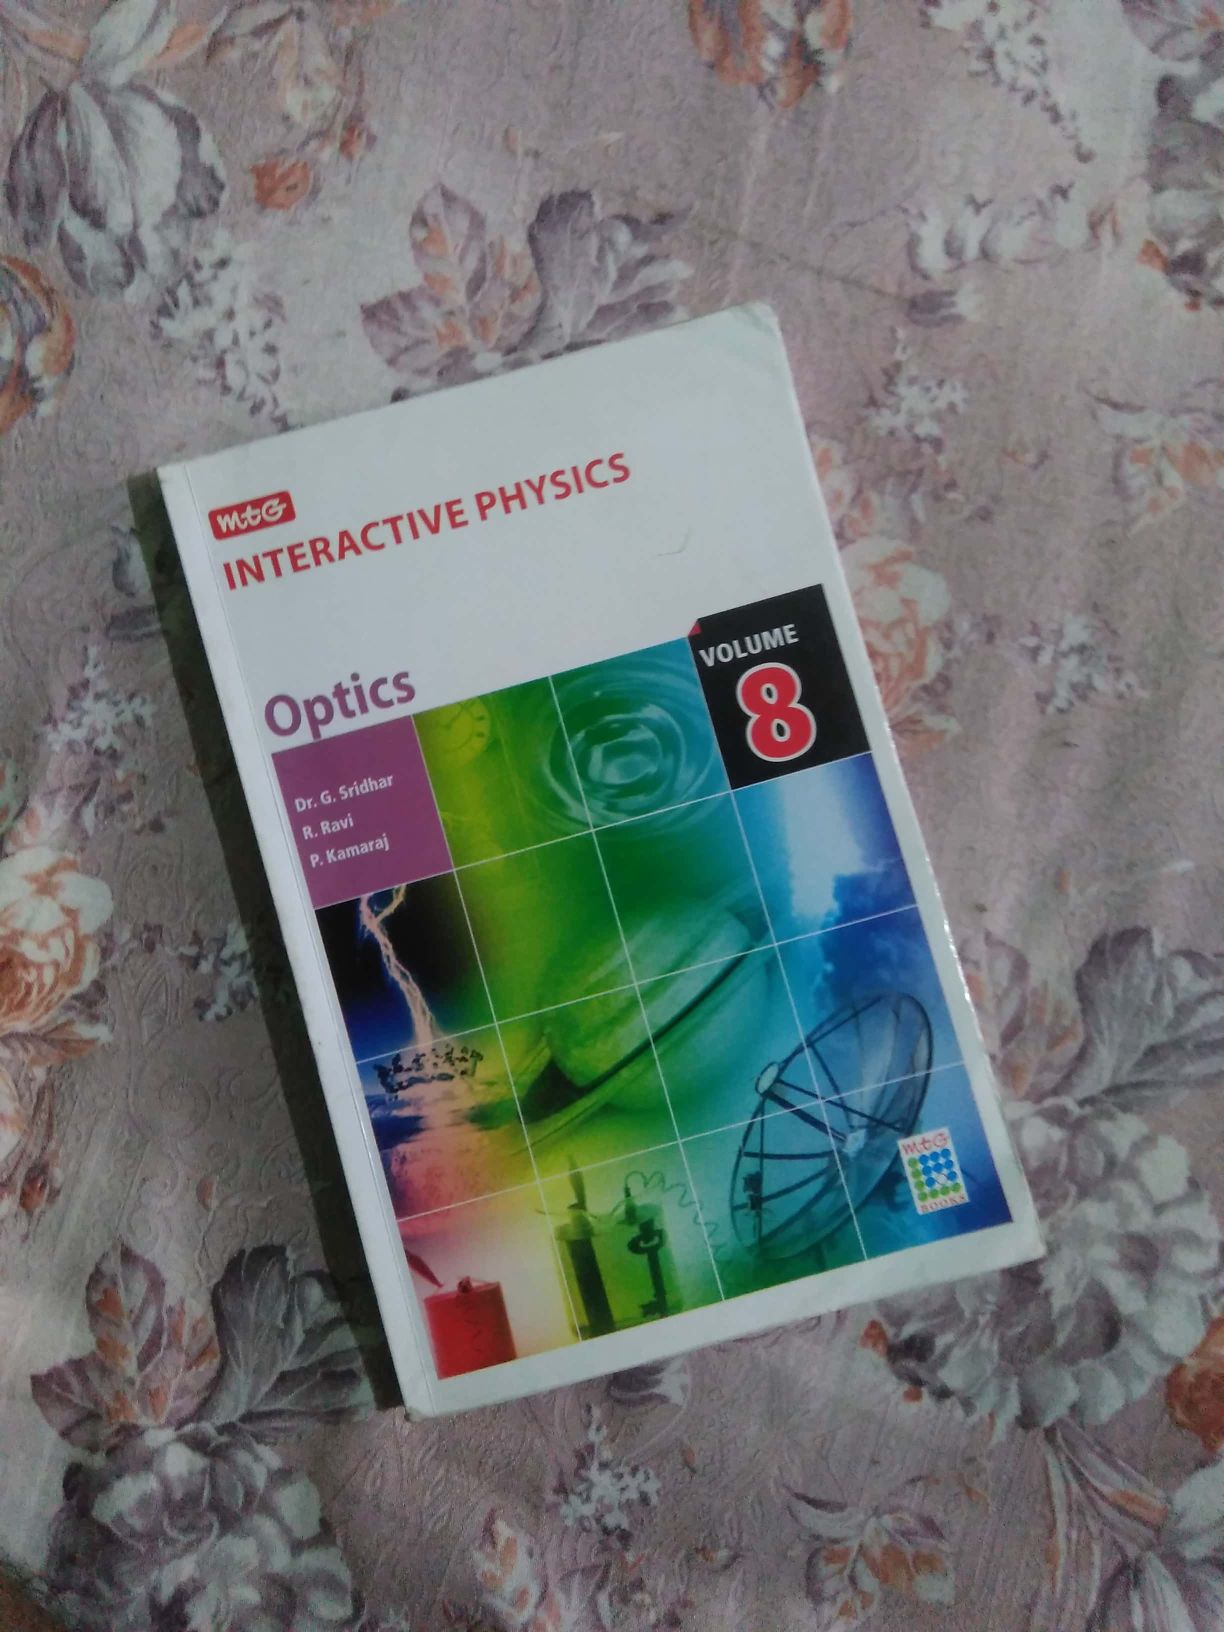 mtG
INTERACTIVE PHYSICS
Optics
VOLUME
8
Dr. G. Sridhar
R. Ravi
P. Kamaraj
mtG
BOOKS